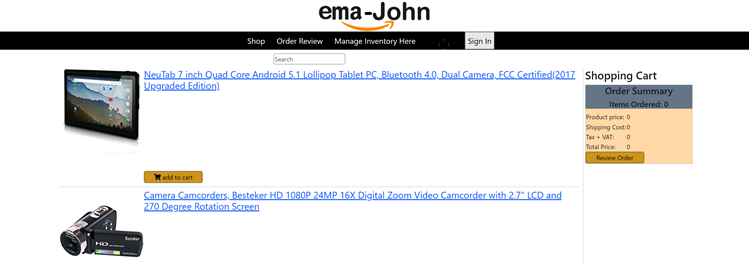 ema-John
Shop Order Review Manage Inventory Here Sign In
Search
NeuTab 7 inch Quad Core Android 5.1 Lollipop Tablet PC, Bluetooth 4.0, Dual Camera, FCC Certified(2017
Upgraded Edition)
add to cart
Camera Camcorders, Besteker HD 1080P 24MP 16X Digital Zoom Video Camcorder with 2.7" LCD and
270 Degree Rotation Screen
Besteker
HD
Shopping Cart
Order Summary
Items Ordered: 0
Product price: 0
Shipping Cost: 0
Tax + VAT: 0
Total Price: 0
Review Order